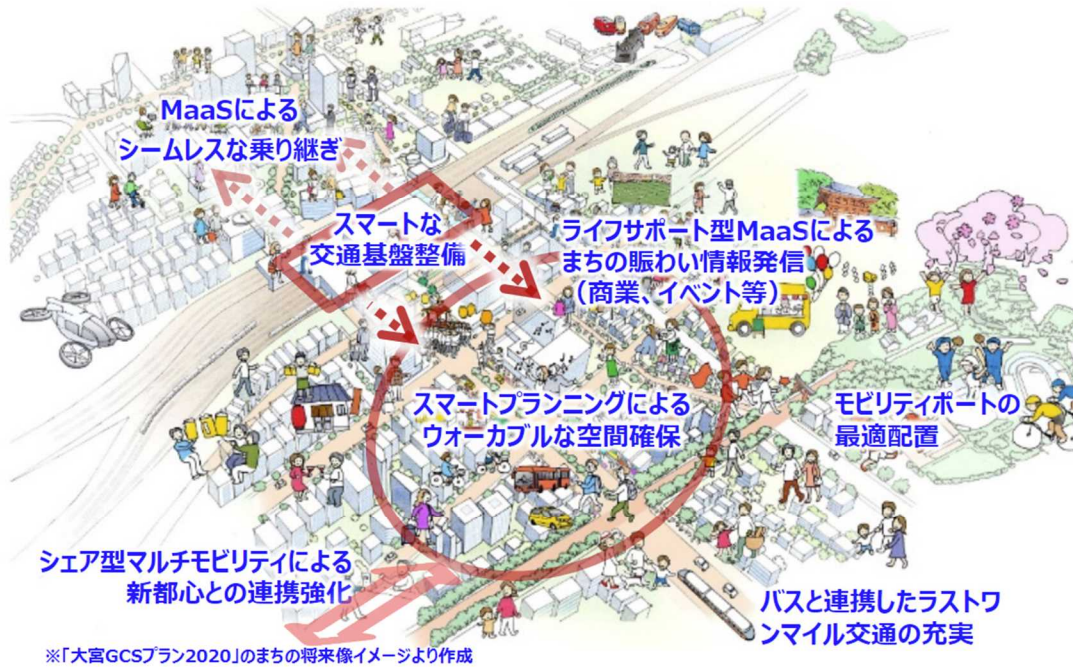 MaaSによる
シームレスな乗り継ぎ
スマートな
交通基盤整備
ライフサポート型MaaSによる
まちの賑わい情報発信
（商業、イベント等）
スマートプランニングによる
ウォーカブルな空間確保
モビリティポートの
最適配置
シェア型マルチモビリティによる
新都心との連携強化
バスと連携したラストワ
ンマイル交通の充実
※「大宮GCSプラン2020」のまちの将来像イメージより作成